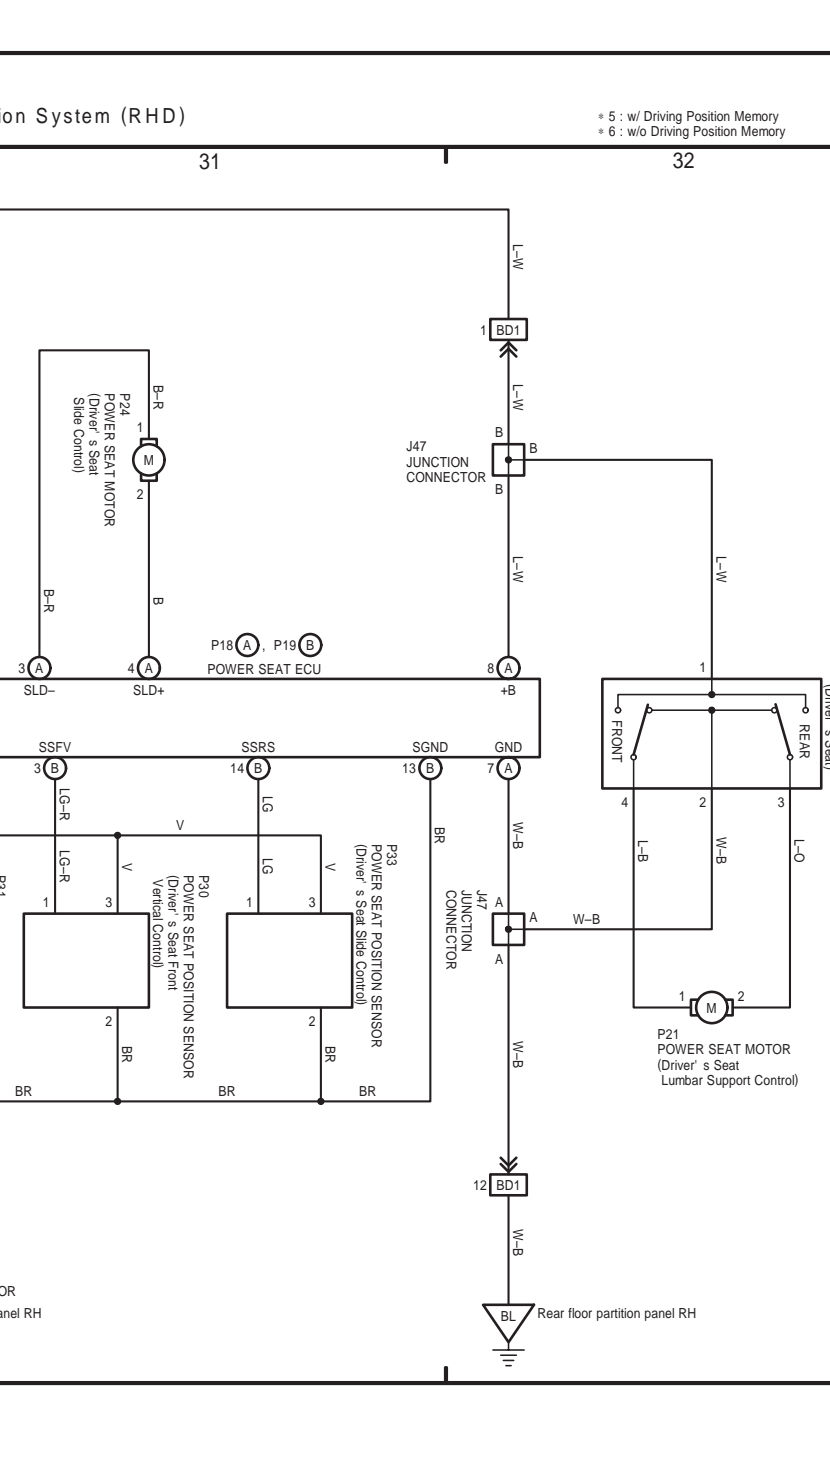 ion System (RHD)
* 5 : w/ Driving Position Memory
* 6 : w/o Driving Position Memory
31
32
L–W
1 BD1
L–W
B–R
P24
POWER SEAT MOTOR
(Driver' s Seat
Slide Control)
1
M
2
B
B
B
J47
JUNCTION
CONNECTOR
B–R
B
L–W
L–W
P18 A , P19 B
POWER SEAT ECU
3 A
4 A
8 A
1
SLD–
SLD+
+B
FRONT
REAR
(Driver' s Seat)
SSFV
SSRS
SGND
GND
3 B
14 B
13 B
7 A
4
2
3
LG–R
LG
V
BR
W–B
L–B
W–B
L–O
LG–R
V
LG
V
P31
1
3
P30
POWER SEAT POSITION SENSOR
(Driver' s Seat Front
Vertical Control)
1
3
P33
POWER SEAT POSITION SENSOR
(Driver' s Seat Slide Control)
J47
JUNCTION
CONNECTOR
A
A
A
W–B
2
BR
2
BR
W–B
1
M
2
P21
POWER SEAT MOTOR
(Driver' s Seat
Lumbar Support Control)
BR
BR
BR
12 BD1
W–B
OR
anel RH
BL
Rear floor partition panel RH